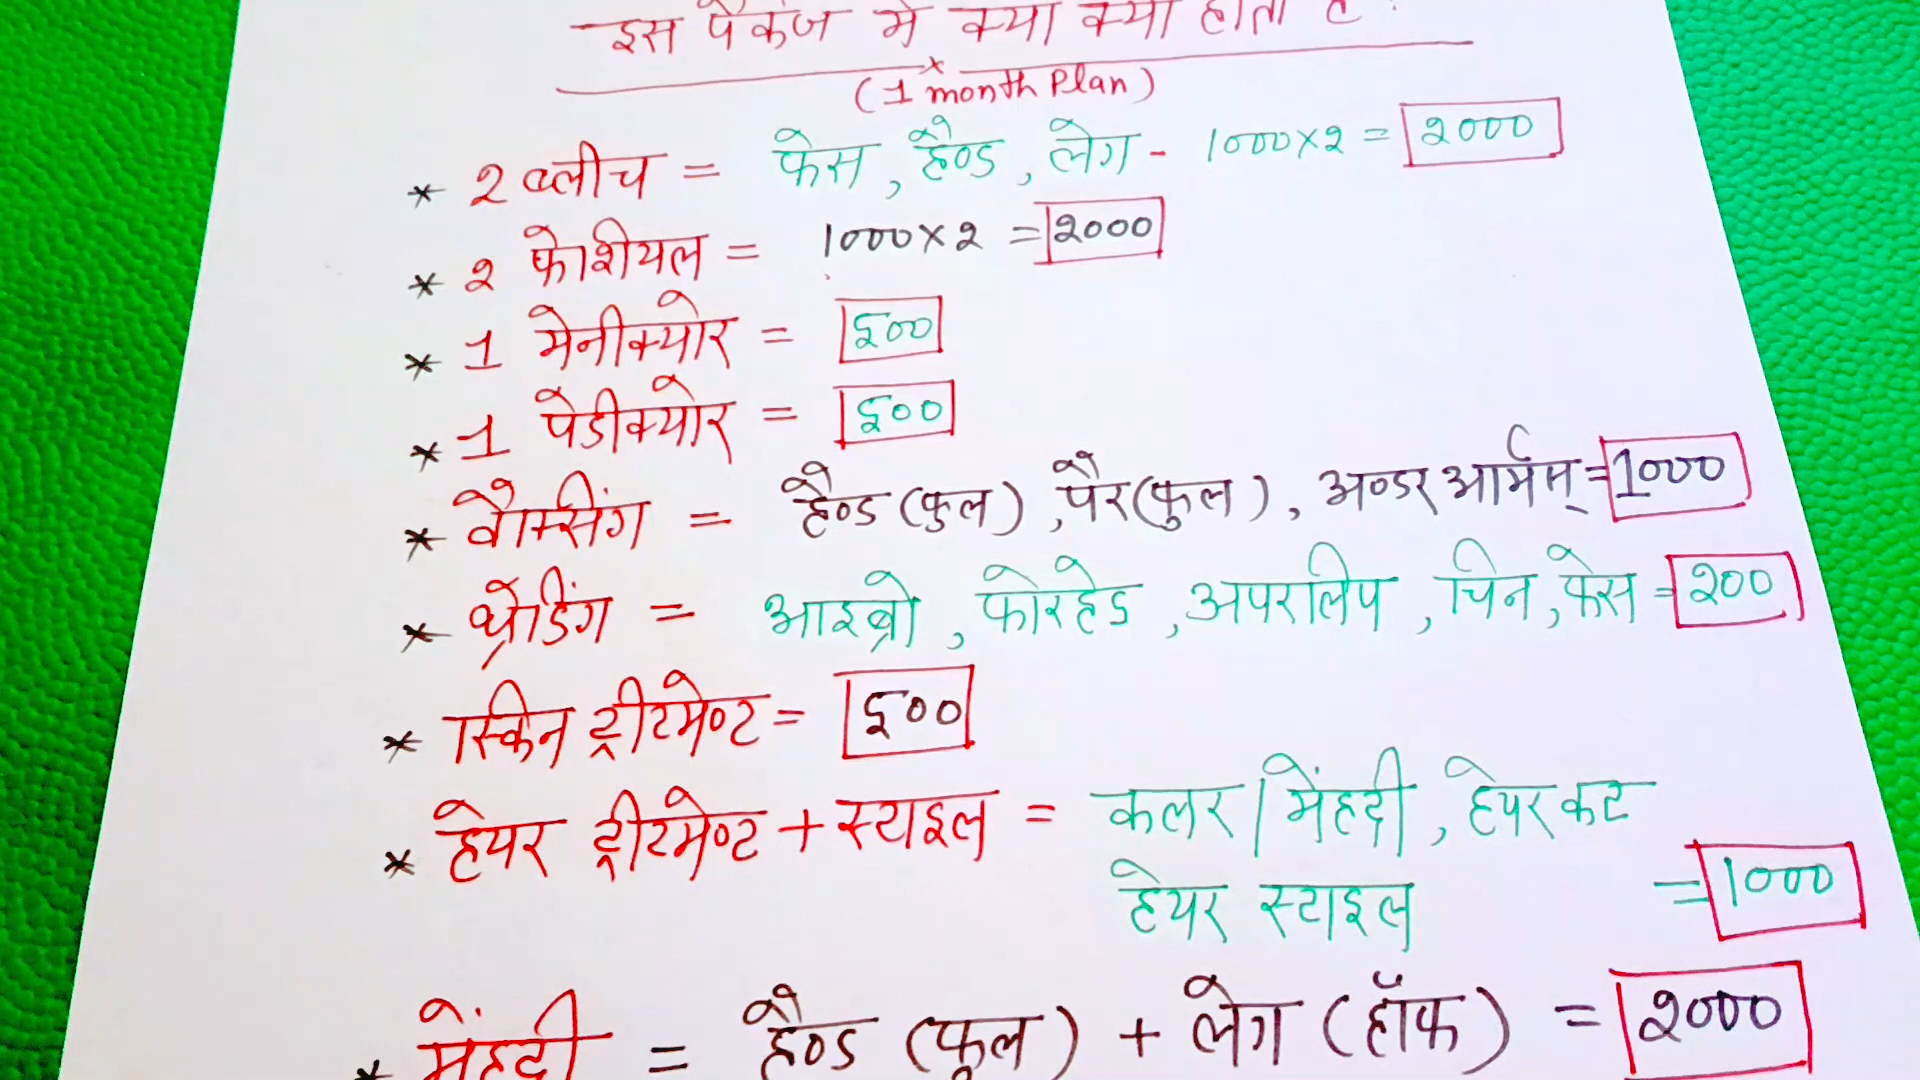 इस पैकेज में क्या क्या होता है ?
(1 month Plan)
* 2 ब्लीच = फेस, हैण्ड, लेग - 1000×2 = 2000
* 2 फेशियल = 1000×2 = 2000
* 1 मेनीक्योर = 500
* 1 पेडीक्योर = 500
* वैक्सिंग = हैण्ड (फुल), पैर (फुल), अण्डर आर्मस् = 1000
* थ्रेडिंग = आइब्रो, फोरहेड, अपरलिप, चिन, फेस = 200
* स्किन ट्रीटमेण्ट = 500
* हेयर ट्रीटमेण्ट + स्टाइल = कलर / मेंहदी, हेयर कट
हेयर स्टाइल = 1000
* मेंहदी = हैण्ड (फुल) + लेग (हॉफ) = 2000